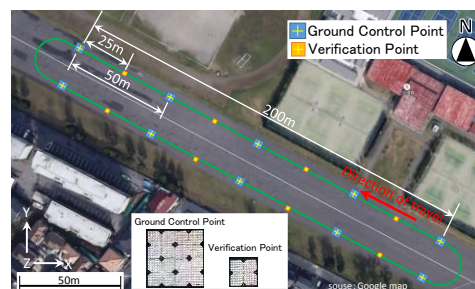 Ground Control Point
Verification Point
N
25m
50m
200m
Direction of travel
Ground Control Point
Verification Point
Y
Z
X
50m
souse: Google map